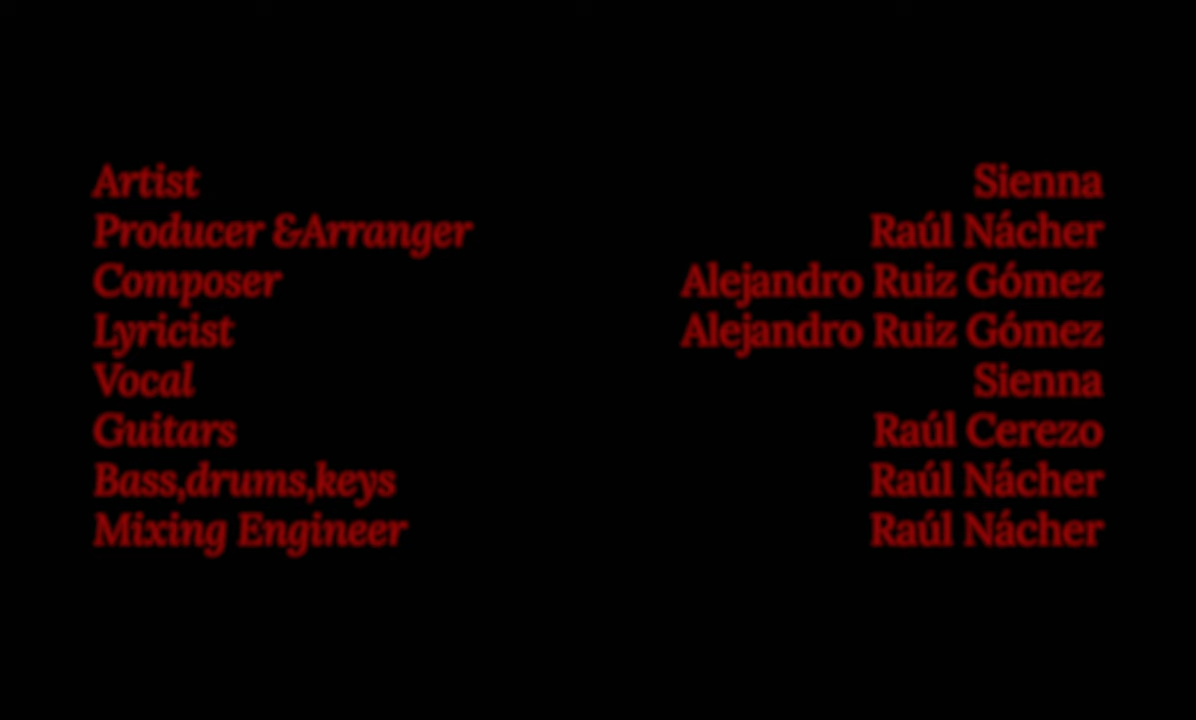 Artist Sienna
Producer &Arranger Raúl Nácher
Composer Alejandro Ruiz Gómez
Lyricist Alejandro Ruiz Gómez
Vocal Sienna
Guitars Raúl Cerezo
Bass,drums,keys Raúl Nácher
Mixing Engineer Raúl Nácher